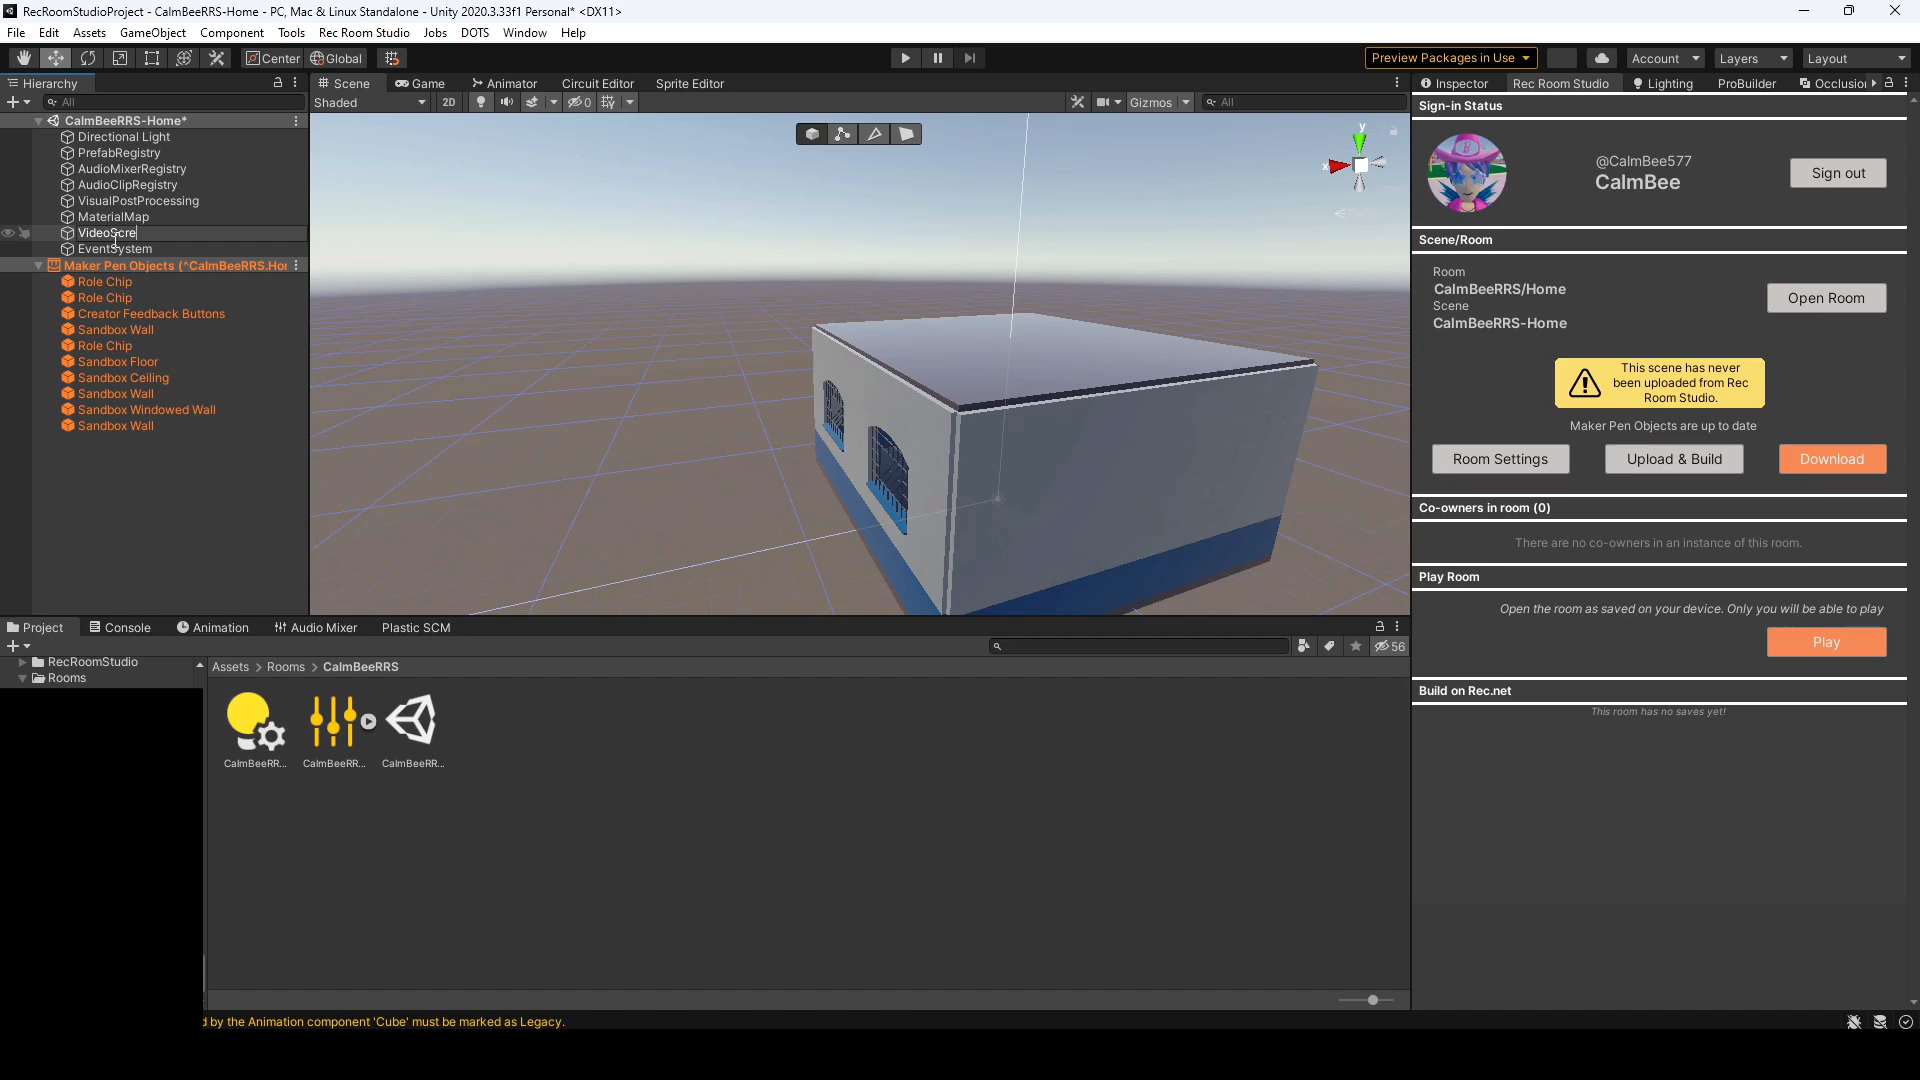 RecRoomStudioProject - CalmBeeRRS-Home - PC, Mac & Linux Standalone - Unity 2020.3.33f1 Personal* <DX11>
File Edit Assets GameObject Component Tools Rec Room Studio Jobs DOTS Window Help
Center Global
Preview Packages in Use Account Layers Layout
Hierarchy
All
CalmBeeRRS-Home*
Directional Light
PrefabRegistry
AudioMixerRegistry
AudioClipRegistry
VisualPostProcessing
MaterialMap
VideoScre
EventSystem
Maker Pen Objects (^CalmBeeRRS.Hor
Role Chip
Role Chip
Creator Feedback Buttons
Sandbox Wall
Role Chip
Sandbox Floor
Sandbox Ceiling
Sandbox Wall
Sandbox Windowed Wall
Sandbox Wall
Scene Game Animator Circuit Editor Sprite Editor
Shaded 2D 0 Gizmos All
y
x
Inspector Rec Room Studio Lighting ProBuilder Occlusion
Sign-in Status
@CalmBee577
CalmBee
Sign out
Scene/Room
Room
CalmBeeRRS/Home
Scene
CalmBeeRRS-Home
Open Room
This scene has never
been uploaded from Rec
Room Studio.
Maker Pen Objects are up to date
Room Settings Upload & Build Download
Co-owners in room (0)
There are no co-owners in an instance of this room.
Play Room
Open the room as saved on your device. Only you will be able to play
Play
Build on Rec.net
This room has no saves yet!
Project Console Animation Audio Mixer Plastic SCM
56
RecRoomStudio
Rooms
Assets > Rooms > CalmBeeRRS
CalmBeeRR... CalmBeeRR... CalmBeeRR...
d by the Animation component 'Cube' must be marked as Legacy.